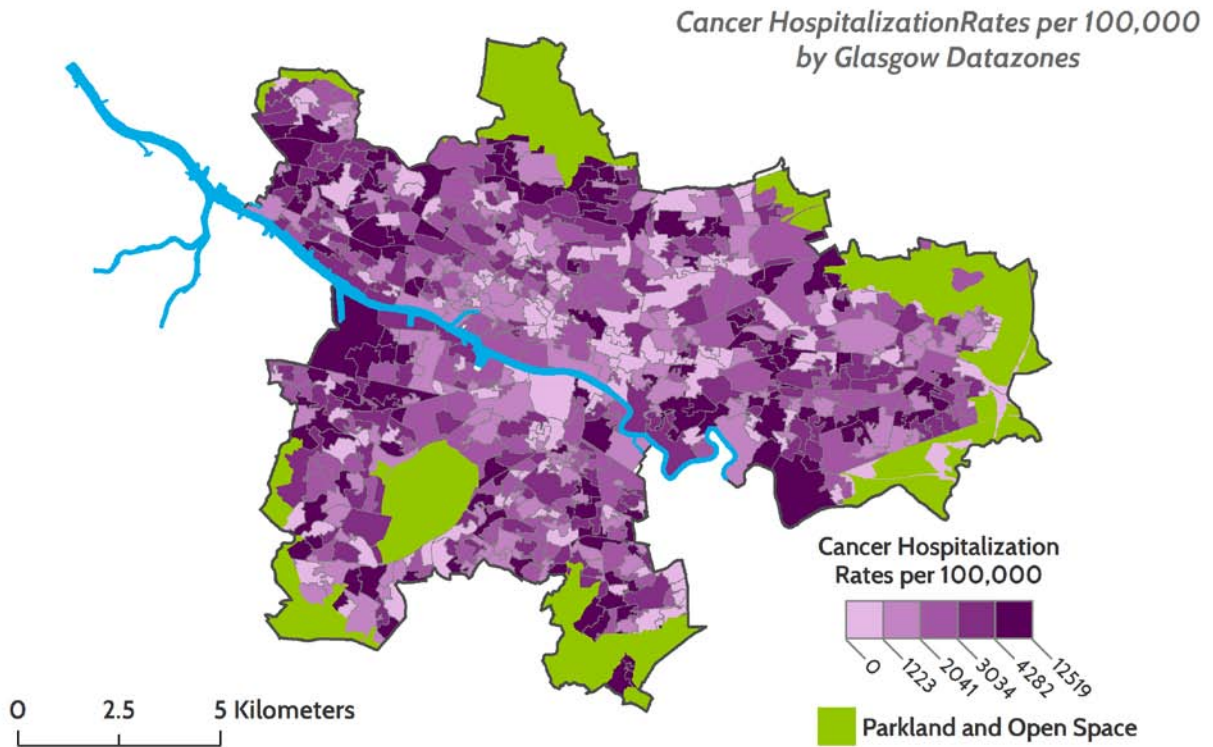 Cancer HospitalizationRates per 100,000
by Glasgow Datazones
Cancer Hospitalization
Rates per 100,000
0
1223
2041
3034
4282
12519
Parkland and Open Space
0 2.5 5 Kilometers